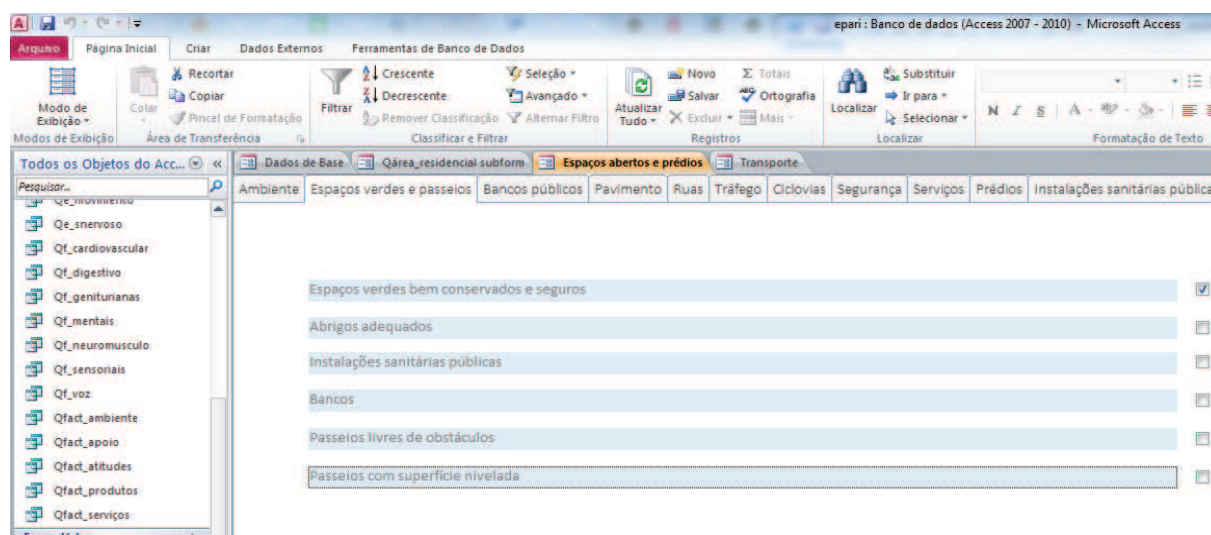 epari : Banco de dados (Access 2007 - 2010) - Microsoft Access
Arquivo Página Inicial Criar Dados Externos Ferramentas de Banco de Dados
Modo de Exibição
Modos de Exibição
Colar
Recortar
Copiar
Pincel de Formatação
Área de Transferência
Filtrar
Crescente
Decrescente
Remover Classificação
Seleção
Avançado
Alternar Filtro
Classificar e Filtrar
Atualizar Tudo
Novo
Salvar
Excluir
Totais
Ortografia
Mais
Registros
Localizar
Substituir
Ir para
Selecionar
Localizar
N I S A
Formatação de Texto
Todos os Objetos do Acc... «
Pesquisar...
Dados de Base Qárea_residencial subform Espaços abertos e prédios Transporte
Ambiente Espaços verdes e passeios Bancos públicos Pavimento Ruas Tráfego Ciclovias Segurança Serviços Prédios Instalações sanitárias pública
Qe_movimento
Qe_snervoso
Qf_cardiovascular
Qf_digestivo
Qf_geniturianas
Qf_mentais
Qf_neuromusculo
Qf_sensoriais
Qf_voz
Qfact_ambiente
Qfact_apoio
Qfact_atitudes
Qfact_produtos
Qfact_serviços
Espaços verdes bem conservados e seguros
Abrigos adequados
Instalações sanitárias públicas
Bancos
Passeios livres de obstáculos
Passeios com superfície nivelada